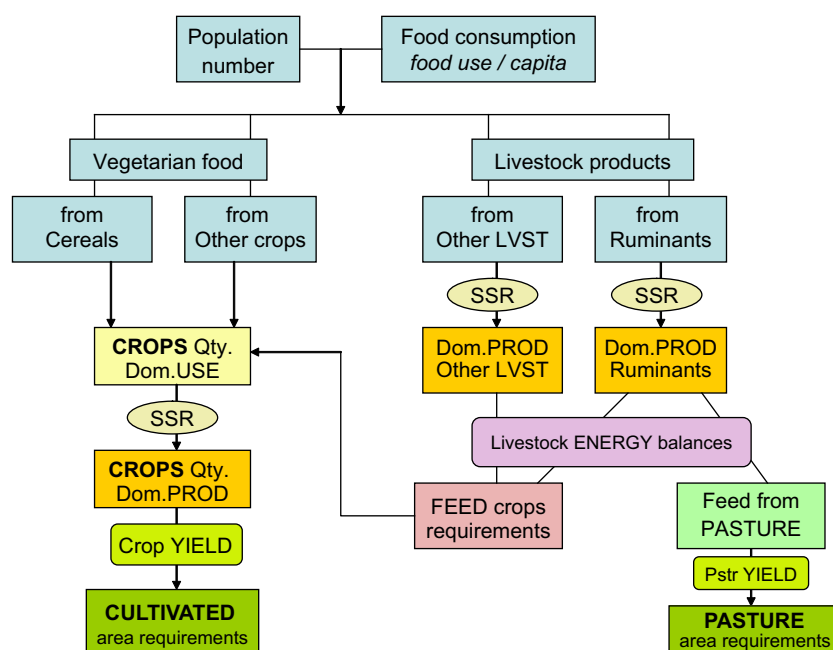 Population
number
Food consumption
food use / capita
Vegetarian food
Livestock products
from
Cereals
from
Other crops
from
Other LVST
from
Ruminants
SSR
SSR
CROPS Qty.
Dom.USE
Dom.PROD
Other LVST
Dom.PROD
Ruminants
SSR
Livestock ENERGY balances
CROPS Qty.
Dom.PROD
FEED crops
requirements
Feed from
PASTURE
Crop YIELD
Pstr YIELD
CULTIVATED
area requirements
PASTURE
area requirements